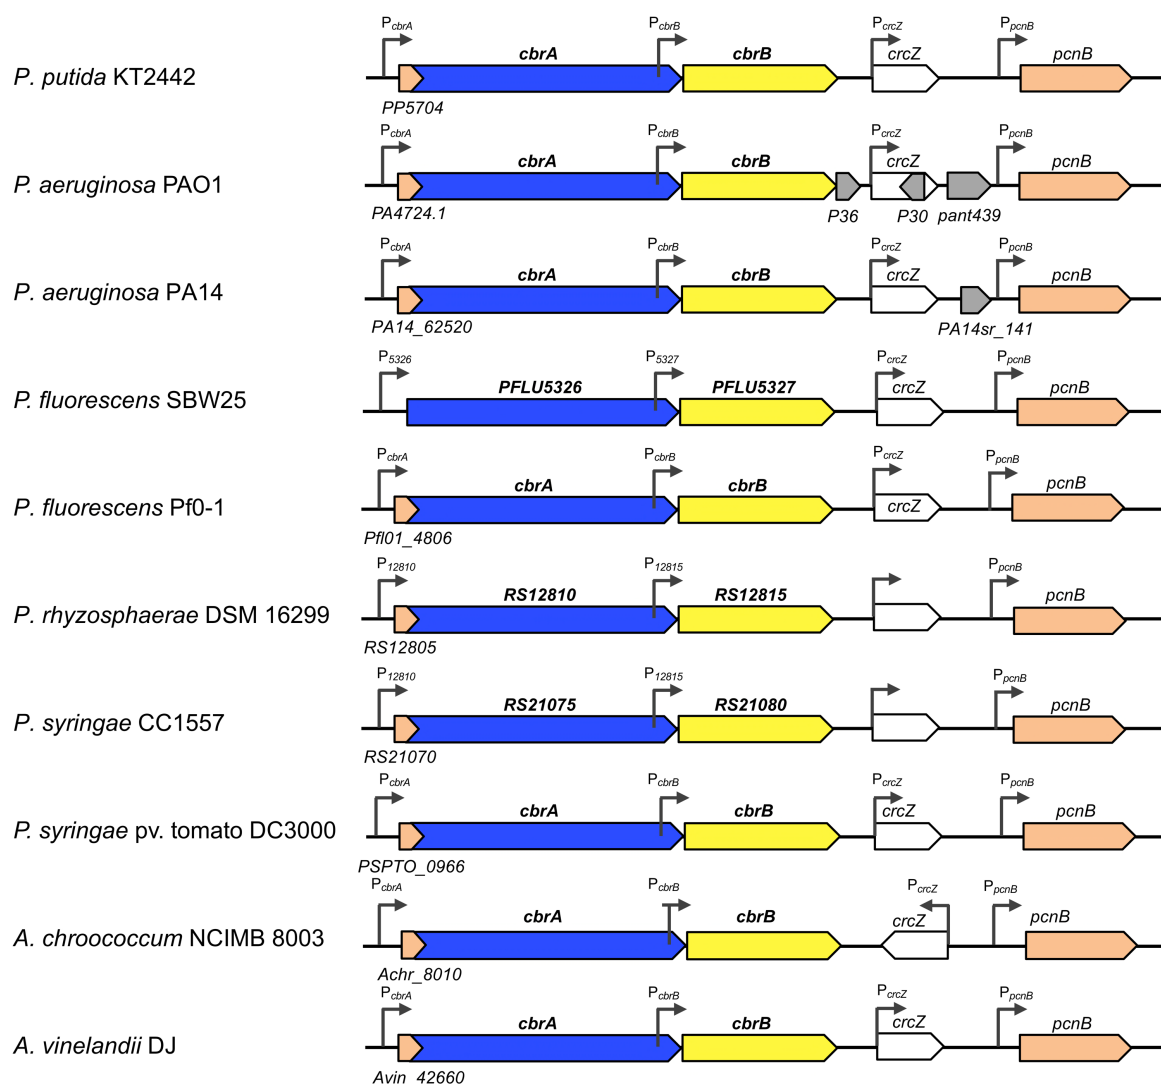 PcbrA PcbrB PcrcZ PpcnB
cbrA cbrB crcZ pcnB
P. putida KT2442
PP5704
PcbrA PcbrB PcrcZ PpcnB
cbrA cbrB crcZ pcnB
P. aeruginosa PAO1
PA4724.1 P36 P30 pant439
PcbrA PcbrB PcrcZ PpcnB
cbrA cbrB crcZ pcnB
P. aeruginosa PA14
PA14_62520 PA14sr_141
P5326 P5327 PcrcZ PpcnB
PFLU5326 PFLU5327 crcZ pcnB
P. fluorescens SBW25
PcbrA PcbrB PcrcZ PpcnB
cbrA cbrB pcnB
P. fluorescens Pf0-1 crcZ
Pfl01_4806
P12810 P12815 PpcnB
RS12810 RS12815 pcnB
P. rhyzosphaerae DSM 16299
RS12805
P12810 P12815 PpcnB
RS21075 RS21080 pcnB
P. syringae CC1557
RS21070
PcbrA PcbrB PcrcZ PpcnB
cbrA cbrB crcZ pcnB
P. syringae pv. tomato DC3000
PSPTO_0966
PcbrA PcbrB PcrcZ PpcnB
cbrA cbrB crcZ pcnB
A. chroococcum NCIMB 8003
Achr_8010
PcbrA PcbrB PcrcZ PpcnB
cbrA cbrB crcZ pcnB
A. vinelandii DJ
Avin_42660